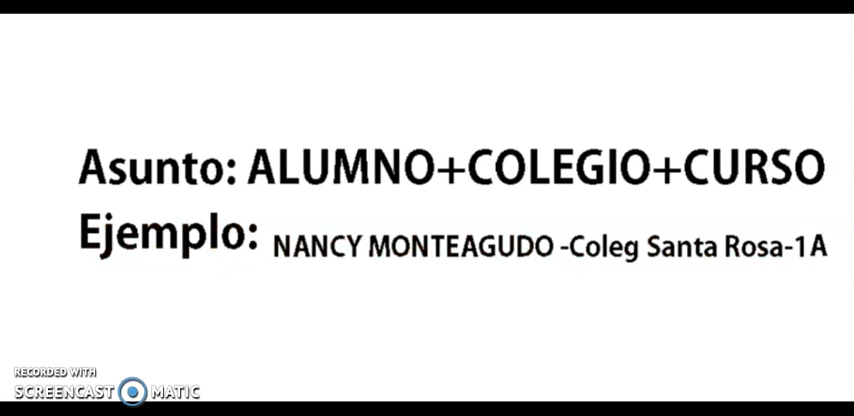 Asunto: ALUMNO+COLEGIO+CURSO
Ejemplo: NANCY MONTEAGUDO -Coleg Santa Rosa-1A
RECORDED WITH
SCREENCAST MATIC